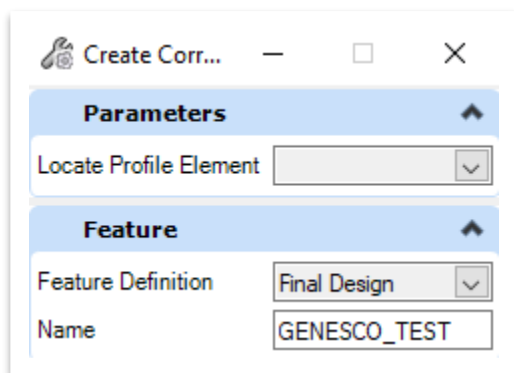 Create Corr...
Parameters
Locate Profile Element
Feature
Feature Definition Final Design
Name GENESCO_TEST